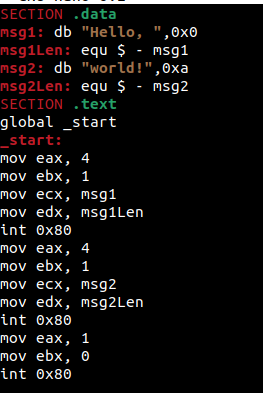 SECTION .data
msg1: db "Hello, ",0x0
msg1Len: equ $ - msg1
msg2: db "world!",0xa
msg2Len: equ $ - msg2
SECTION .text
global _start
_start:
mov eax, 4
mov ebx, 1
mov ecx, msg1
mov edx, msg1Len
int 0x80
mov eax, 4
mov ebx, 1
mov ecx, msg2
mov edx, msg2Len
int 0x80
mov eax, 1
mov ebx, 0
int 0x80